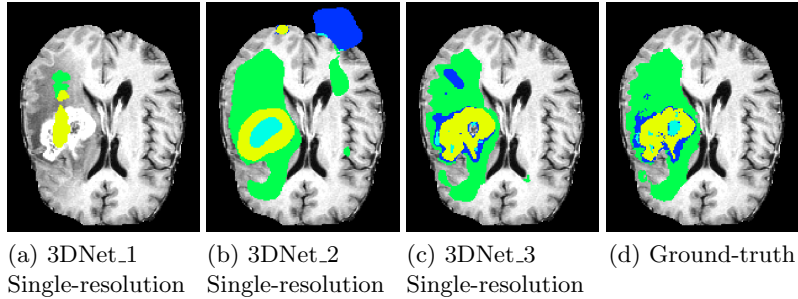 (a) 3DNet_1
Single-resolution
(b) 3DNet_2
Single-resolution
(c) 3DNet_3
Single-resolution
(d) Ground-truth